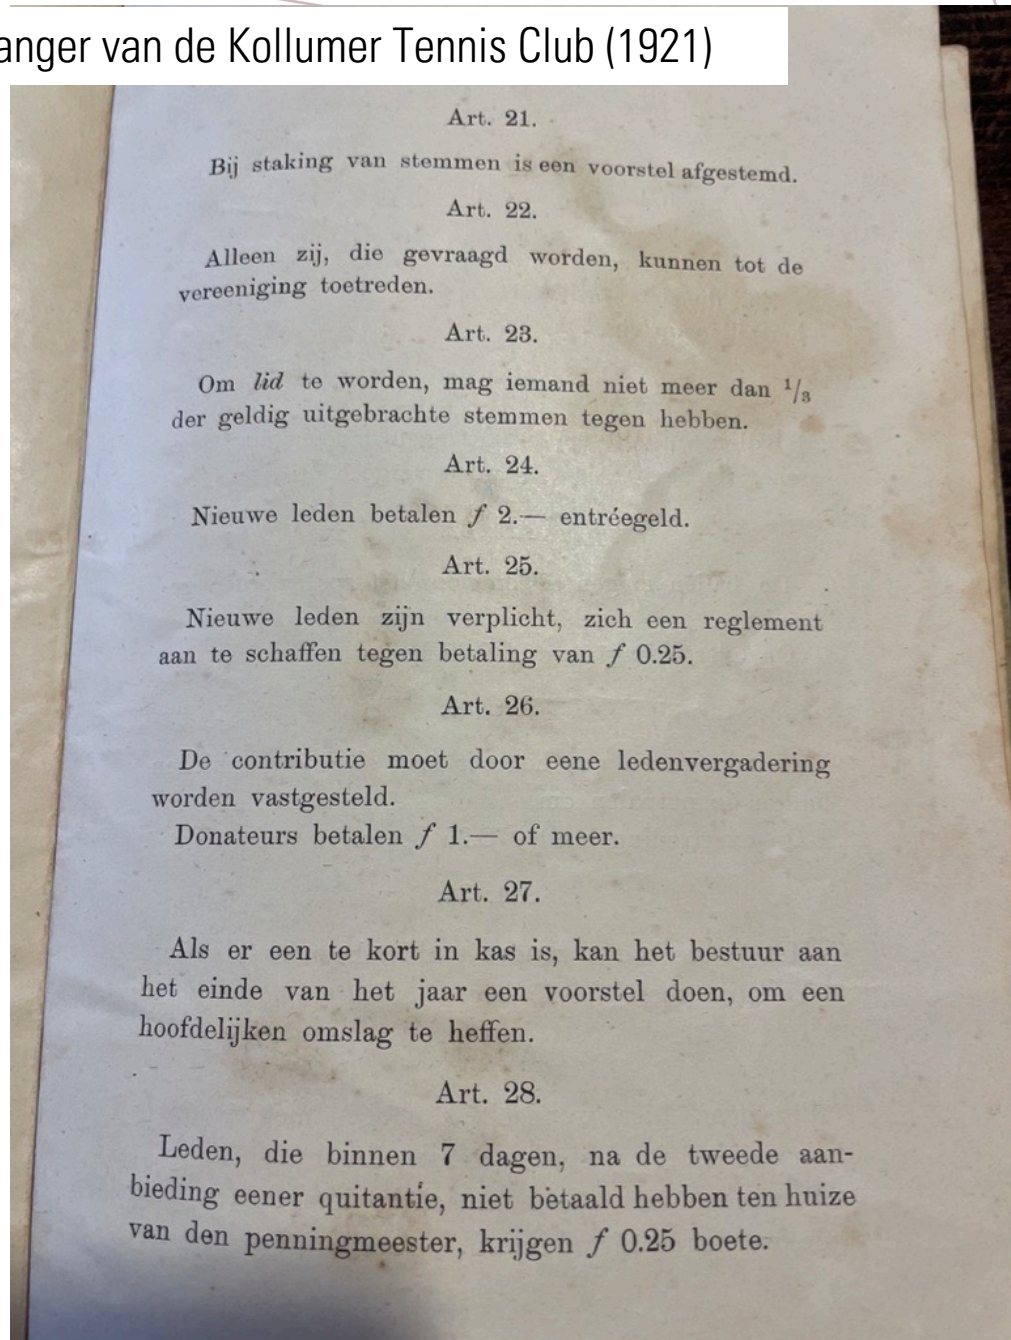 anger van de Kollumer Tennis Club (1921)
Art. 21.
Bij staking van stemmen is een voorstel afgestemd.
Art. 22.
Alleen zij, die gevraagd worden, kunnen tot de
vereeniging toetreden.
Art. 23.
Om lid te worden, mag iemand niet meer dan 1/3
der geldig uitgebrachte stemmen tegen hebben.
Art. 24.
Nieuwe leden betalen f 2.— entréegeld.
Art. 25.
Nieuwe leden zijn verplicht, zich een reglement
aan te schaffen tegen betaling van f 0.25.
Art. 26.
De contributie moet door eene ledenvergadering
worden vastgesteld.
Donateurs betalen f 1.— of meer.
Art. 27.
Als er een te kort in kas is, kan het bestuur aan
het einde van het jaar een voorstel doen, om een
hoofdelijken omslag te heffen.
Art. 28.
Leden, die binnen 7 dagen, na de tweede aan-
bieding eener quitantie, niet betaald hebben ten huize
van den penningmeester, krijgen f 0.25 boete.